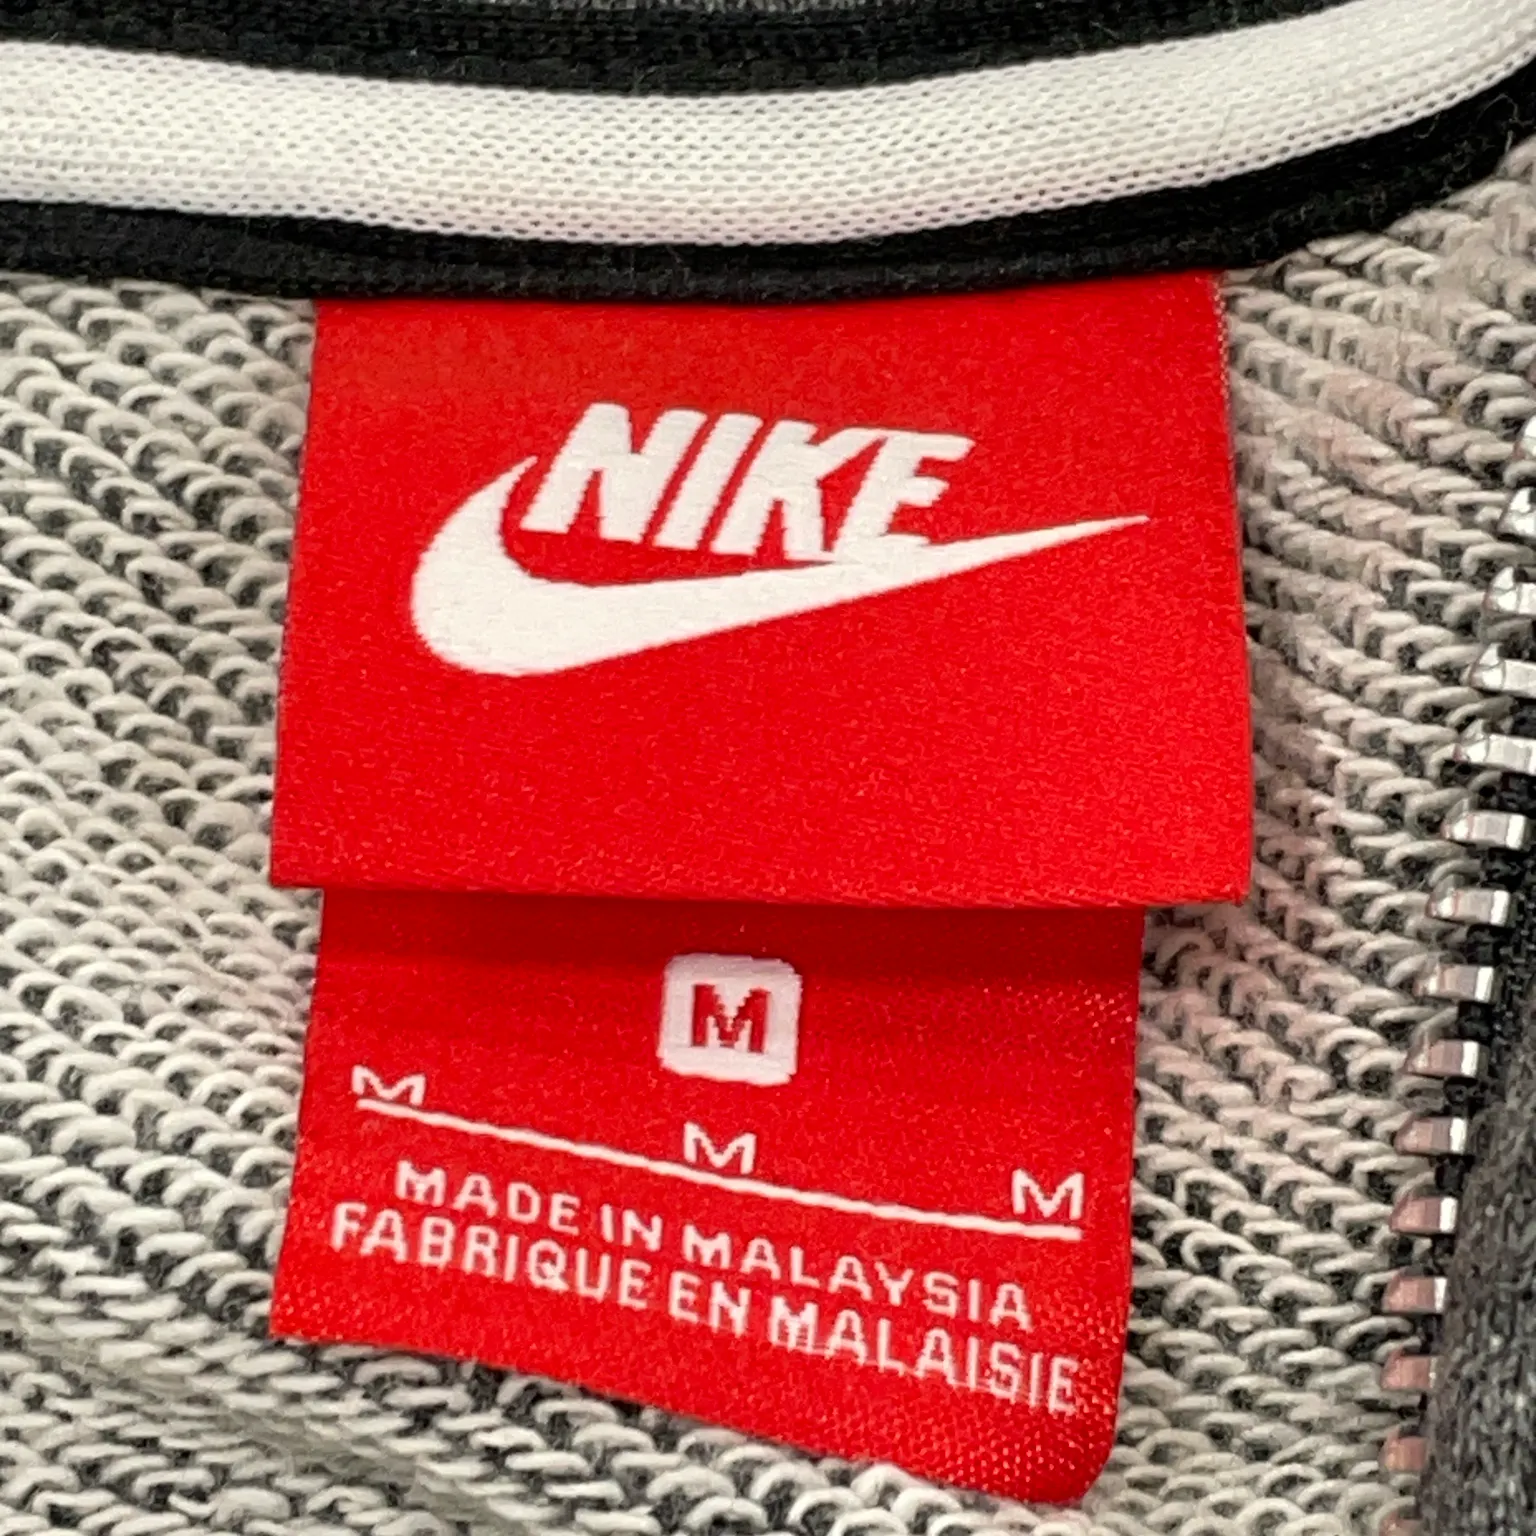 NIKE
M
M M M
MADE IN MALAYSIA
FABRIQUE EN MALAISIE